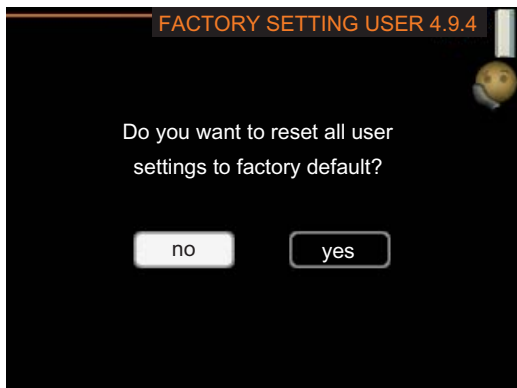 FACTORY SETTING USER 4.9.4
Do you want to reset all user
settings to factory default?
no
yes